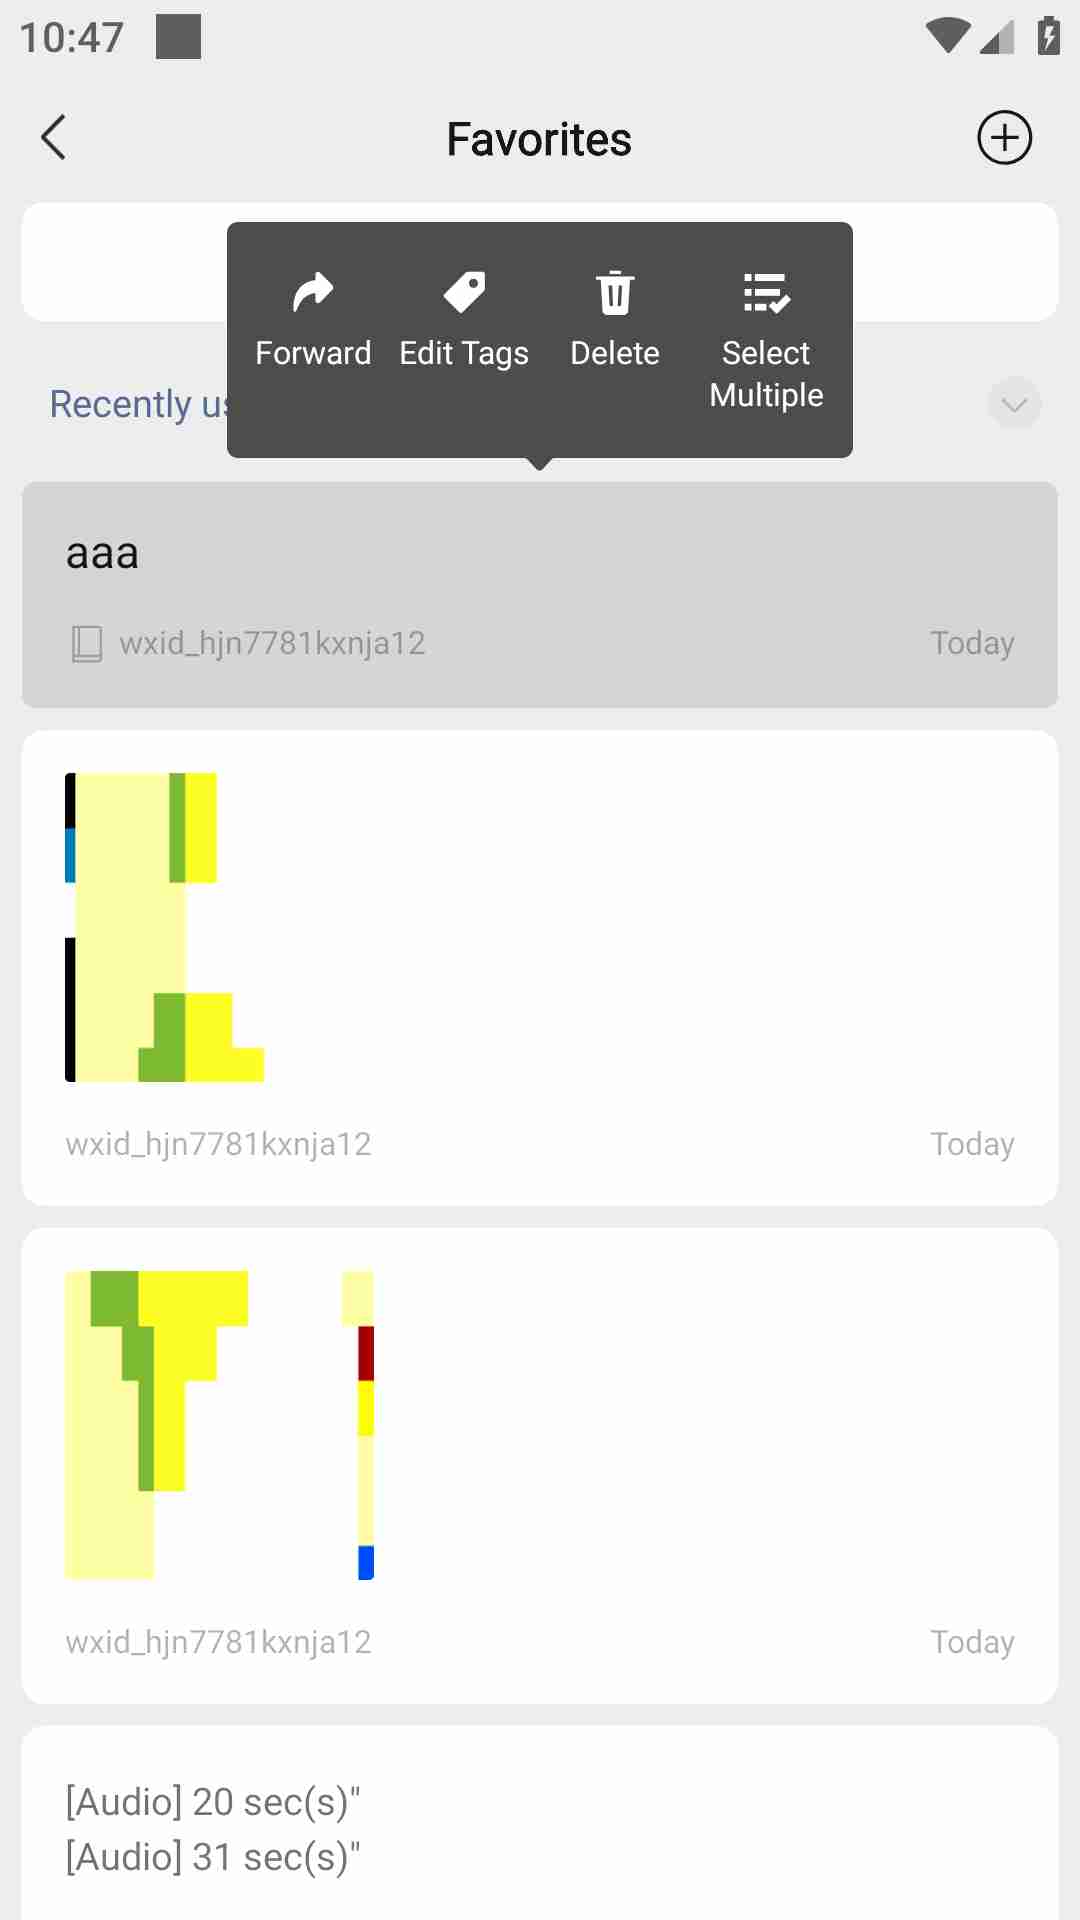 10:47
Favorites
Forward
Edit Tags
Delete
Select
Multiple
Recently
aaa
wxid_hjn7781kxnja12
Today
wxid_hjn7781kxnja12
Today
wxid_hjn7781kxnja12
Today
[Audio] 20 sec(s)"
[Audio] 31 sec(s)"